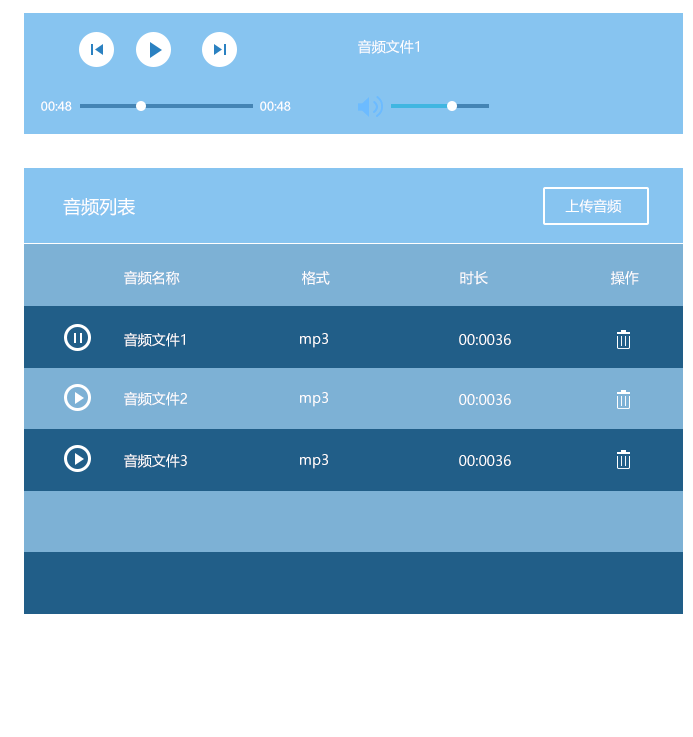 音频文件1
00:48 00:48
音频列表 上传音频
音频名称 格式 时长 操作
音频文件1 mp3 00:0036
音频文件2 mp3 00:0036
音频文件3 mp3 00:0036